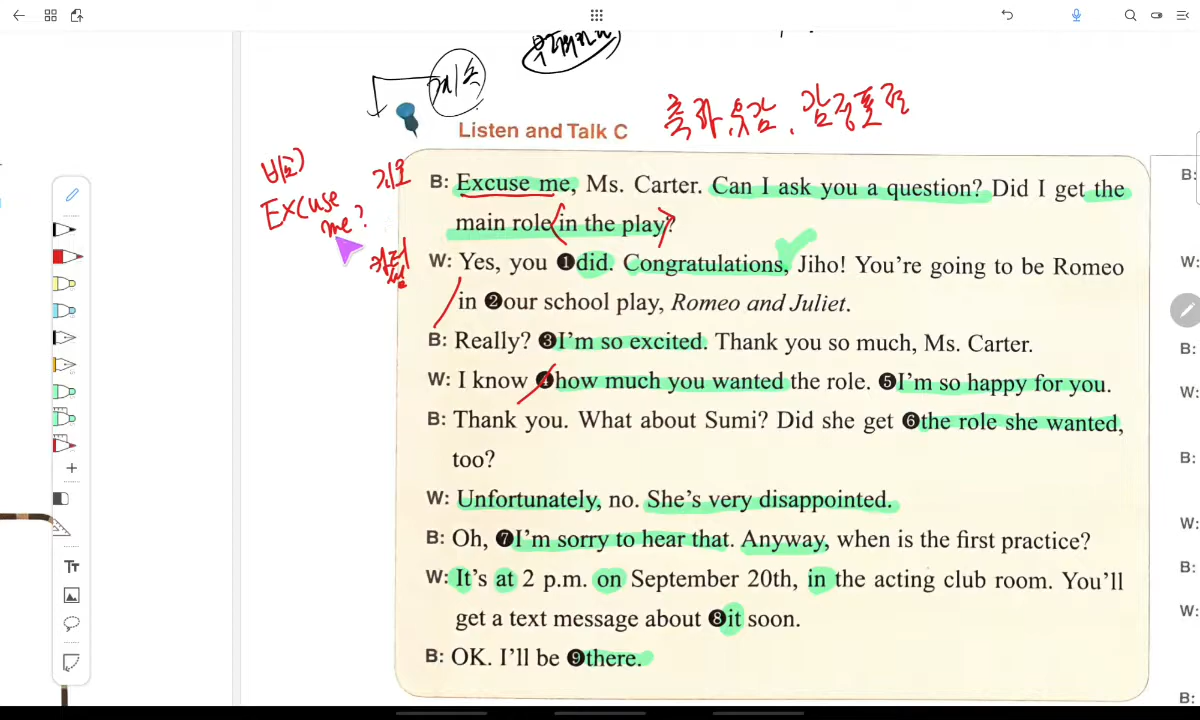 Listen and Talk C
축하, 유감, 감정표현
비교)
Excuse
me?
지호
B: Excuse me, Ms. Carter. Can I ask you a question? Did I get the
main role (in the play)?
W: Yes, you ❶did. Congratulations, Jiho! You’re going to be Romeo
in ❷our school play, Romeo and Juliet.
B: Really? ❸I’m so excited. Thank you so much, Ms. Carter.
W: I know ❹how much you wanted the role. ❺I’m so happy for you.
B: Thank you. What about Sumi? Did she get ❻the role she wanted,
too?
W: Unfortunately, no. She’s very disappointed.
B: Oh, ❼I’m sorry to hear that. Anyway, when is the first practice?
W: It’s at 2 p.m. on September 20th, in the acting club room. You’ll
get a text message about ❽it soon.
B: OK. I’ll be ❾there.
B:
W:
B:
W:
B:
W:
B:
W:
B:
Tт